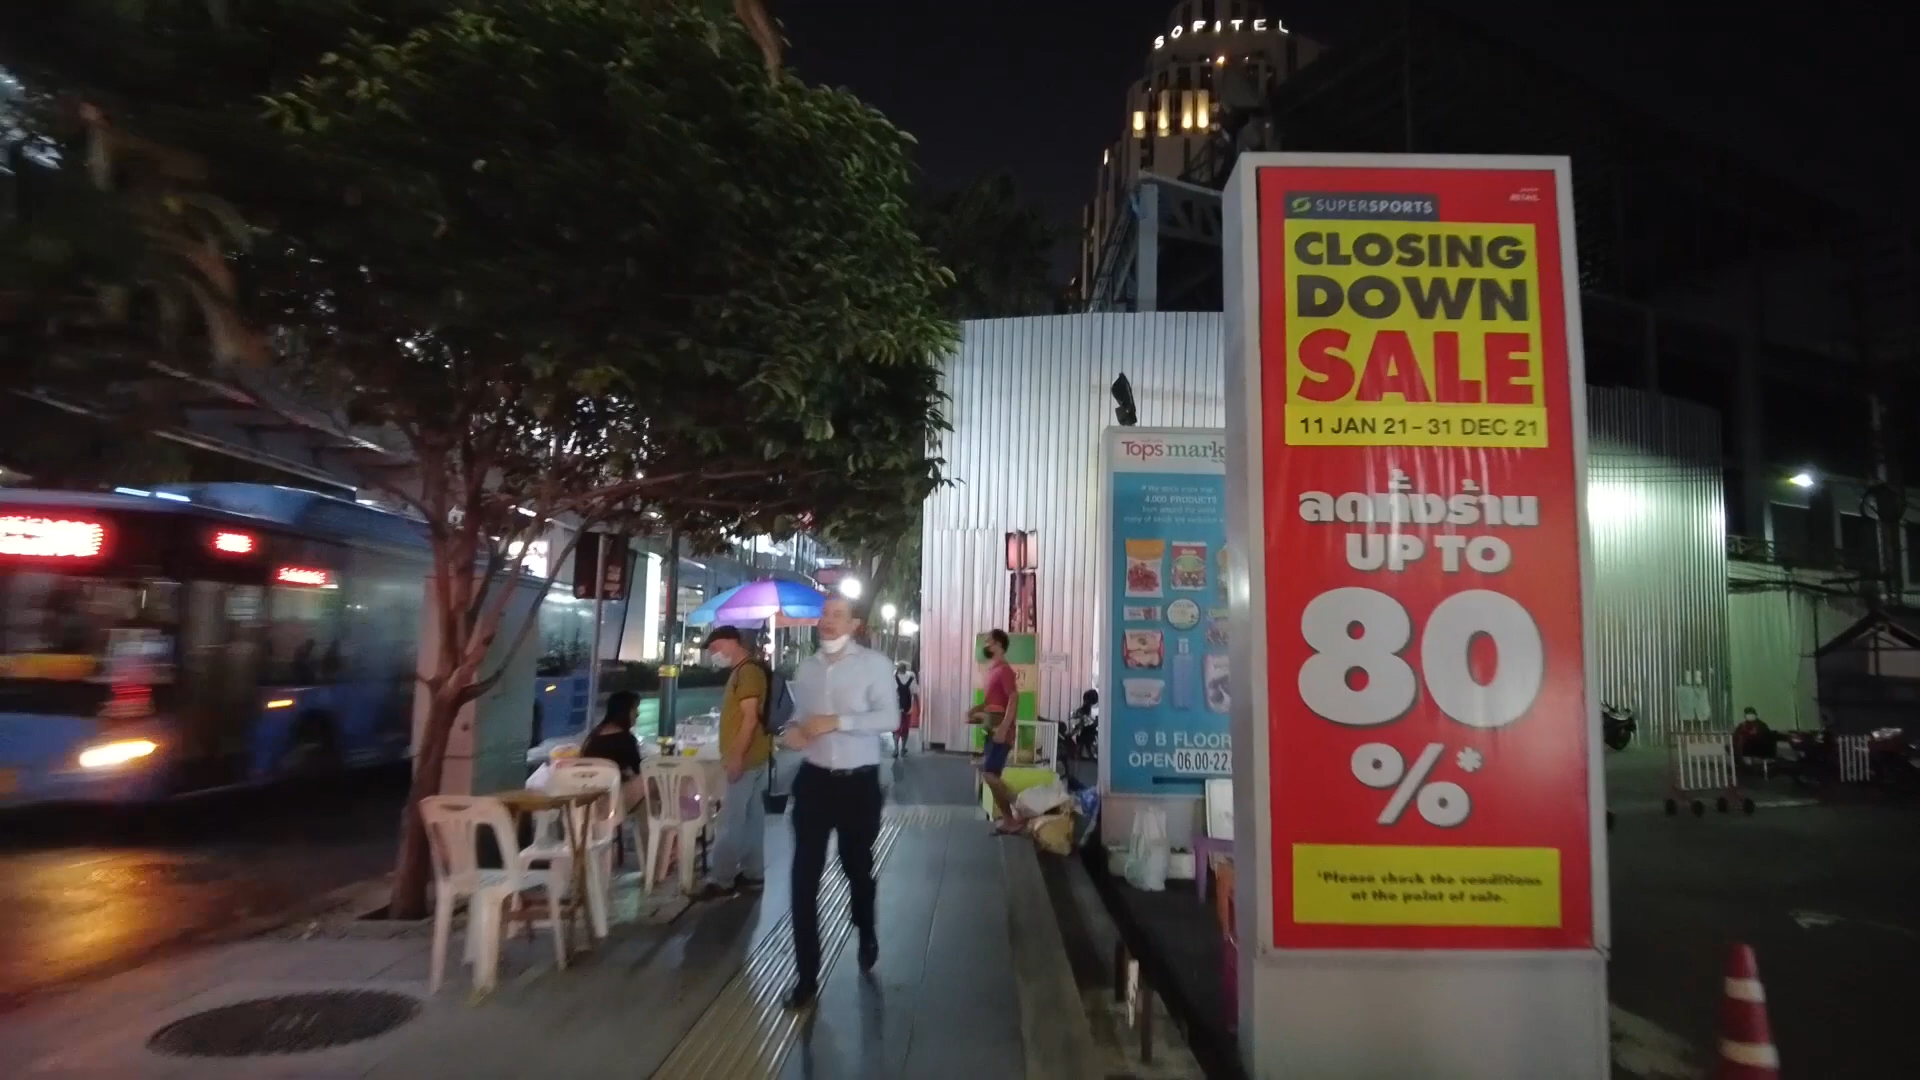 SOFITEL
SUPERSPORTS
CLOSING
DOWN
SALE
11 JAN 21 - 31 DEC 21
ลดทั้งร้าน
UP TO
80
%*
*Please check the conditions
at the point of sale.
Tops mark
4,000 PRODUCTS
@ B FLOOR
OPEN 06.00-22.